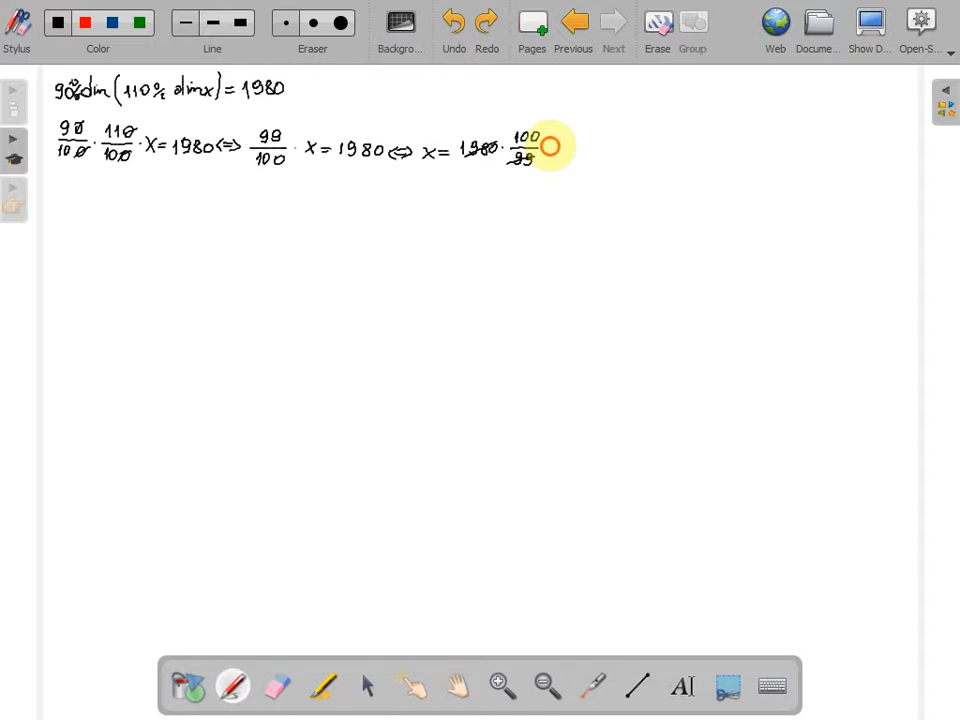 Stylus Color Line Eraser Backgro... Undo Redo Pages Previous Next Erase Group Web Docume... Show D... Open-S...
90% din (110% din x) = 1980
90/100 · 110/100 · X = 1980 <=> 99/100 · X = 1980 <=> x = 1980 · 100/99
AI